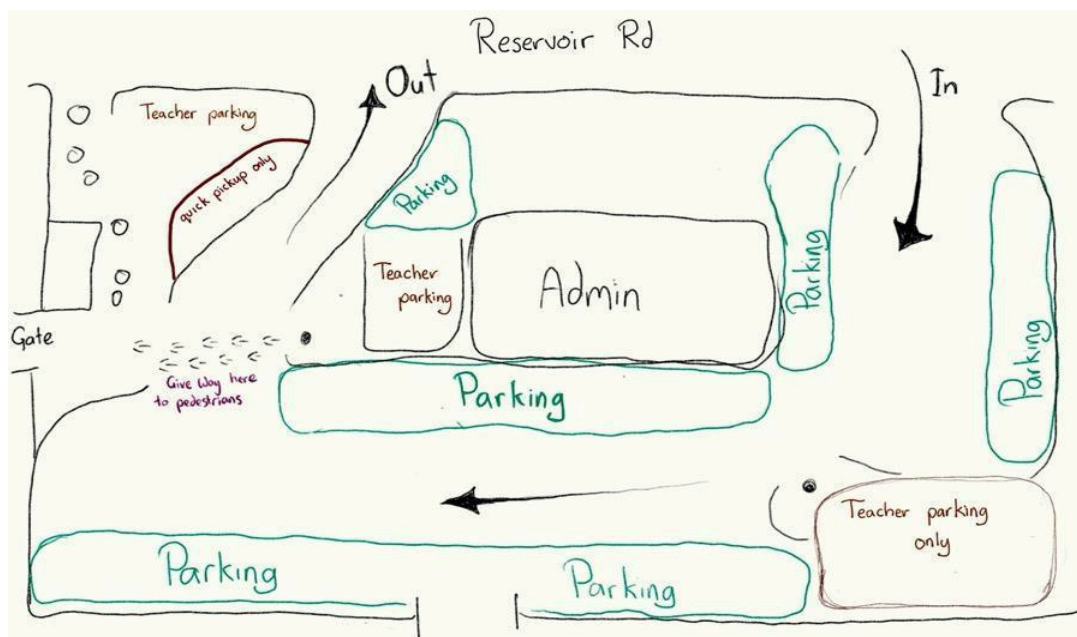 Reservoir Rd
Out
In
Teacher parking
quick pickup only
Parking
Parking
Teacher
parking
Admin
Parking
Gate
Give Way here
to pedestrians
Parking
Teacher parking
only
Parking
Parking